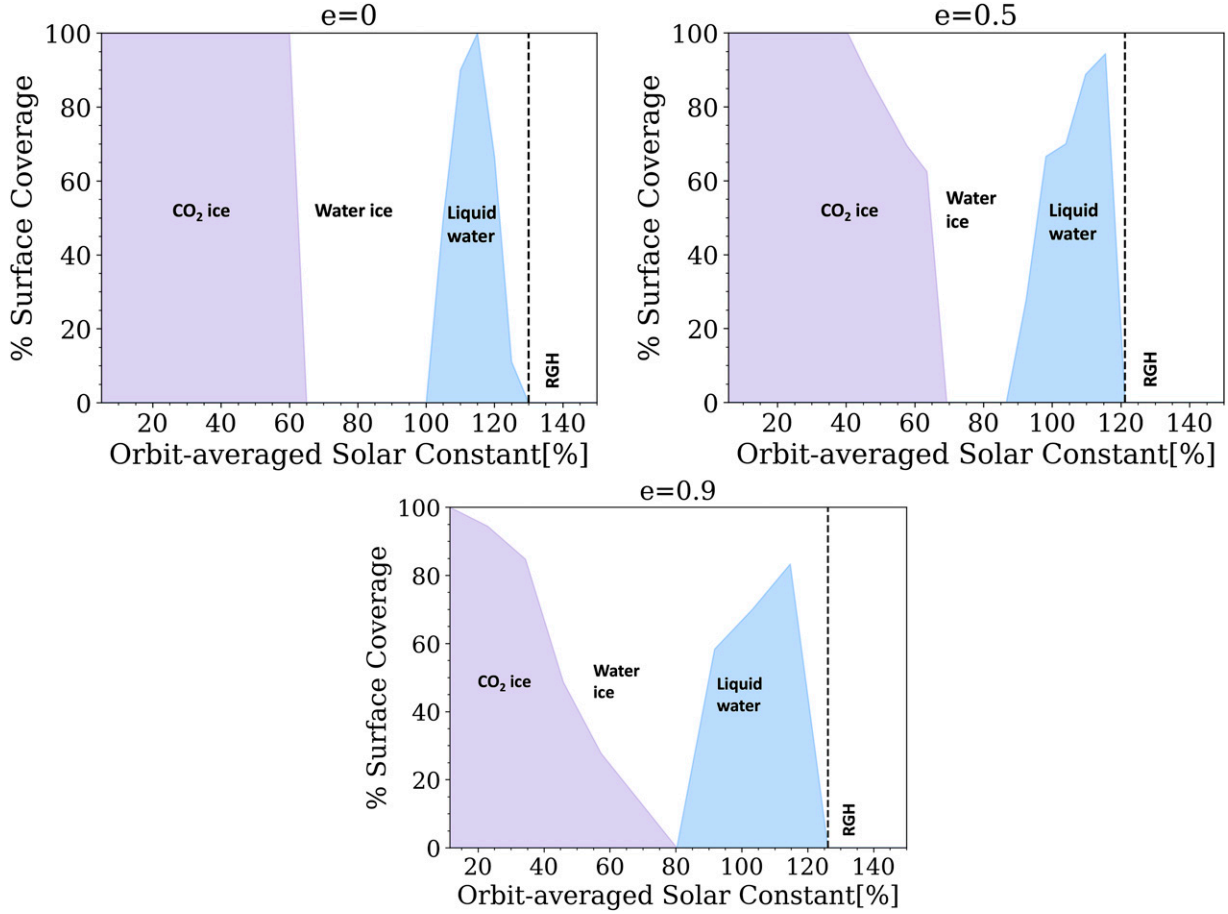 e=0
% Surface Coverage
100
80
60
40
20
0
CO₂ ice
Water ice
Liquid
water
RGH
20 40 60 80 100 120 140
Orbit-averaged Solar Constant[%]
e=0.5
% Surface Coverage
100
80
60
40
20
0
CO₂ ice
Water
ice
Liquid
water
RGH
20 40 60 80 100 120 140
Orbit-averaged Solar Constant[%]
e=0.9
% Surface Coverage
100
80
60
40
20
0
CO₂ ice
Water
ice
Liquid
water
RGH
20 40 60 80 100 120 140
Orbit-averaged Solar Constant[%]